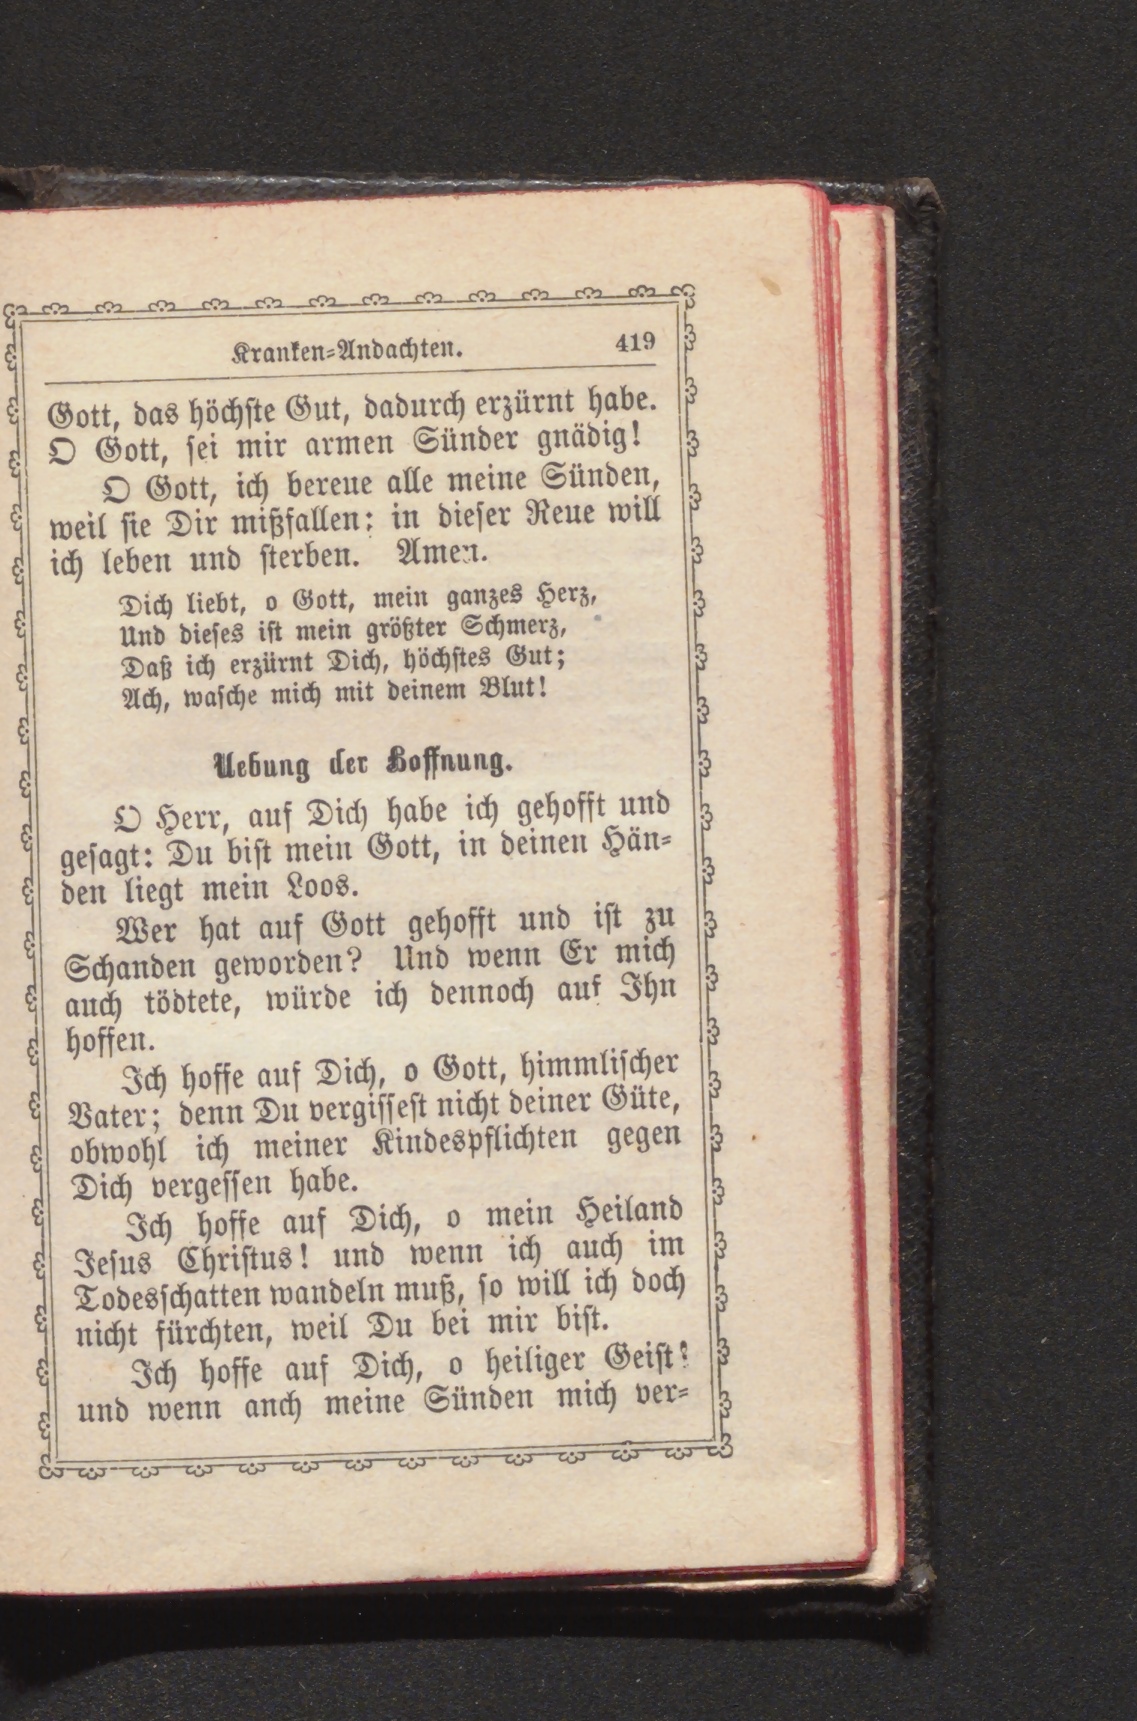 Kranken-Andachten. 419
Gott, das höchste Gut, dadurch erzürnt habe.
O Gott, sei mir armen Sünder gnädig!
O Gott, ich bereue alle meine Sünden,
weil sie Dir mißfallen; in dieser Reue will
ich leben und sterben. Amen.
Dich liebt, o Gott, mein ganzes Herz,
Und dieses ist mein größter Schmerz,
Daß ich erzürnt Dich, höchstes Gut;
Ach, wasche mich mit deinem Blut!
Uebung der Hoffnung.
O Herr, auf Dich habe ich gehofft und
gesagt: Du bist mein Gott, in deinen Hän-
den liegt mein Loos.
Wer hat auf Gott gehofft und ist zu
Schanden geworden? Und wenn Er mich
auch tödtete, würde ich dennoch auf Ihn
hoffen.
Ich hoffe auf Dich, o Gott, himmlischer
Vater; denn Du vergissest nicht deiner Güte,
obwohl ich meiner Kindespflichten gegen
Dich vergessen habe.
Ich hoffe auf Dich, o mein Heiland
Jesus Christus! und wenn ich auch im
Todesschatten wandeln muß, so will ich doch
nicht fürchten, weil Du bei mir bist.
Ich hoffe auf Dich, o heiliger Geist!
und wenn anch meine Sünden mich ver-